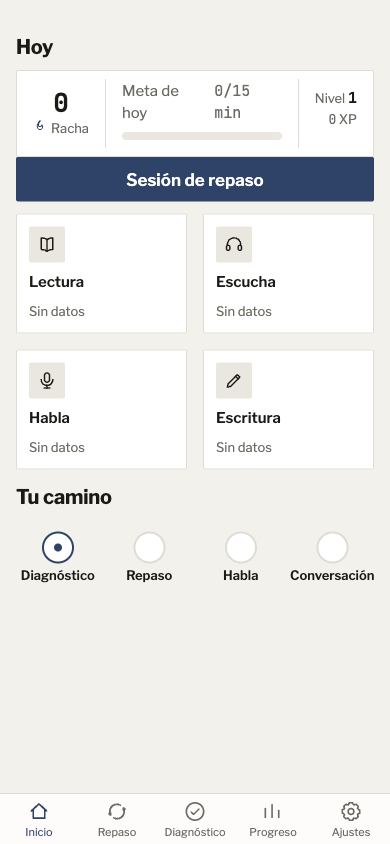 Hoy
0
Racha
Meta de hoy
0/15 min
Nivel 1
0 XP
Sesión de repaso
Lectura
Sin datos
Escucha
Sin datos
Habla
Sin datos
Escritura
Sin datos
Tu camino
Diagnóstico
Repaso
Habla
Conversación
Inicio
Repaso
Diagnóstico
Progreso
Ajustes